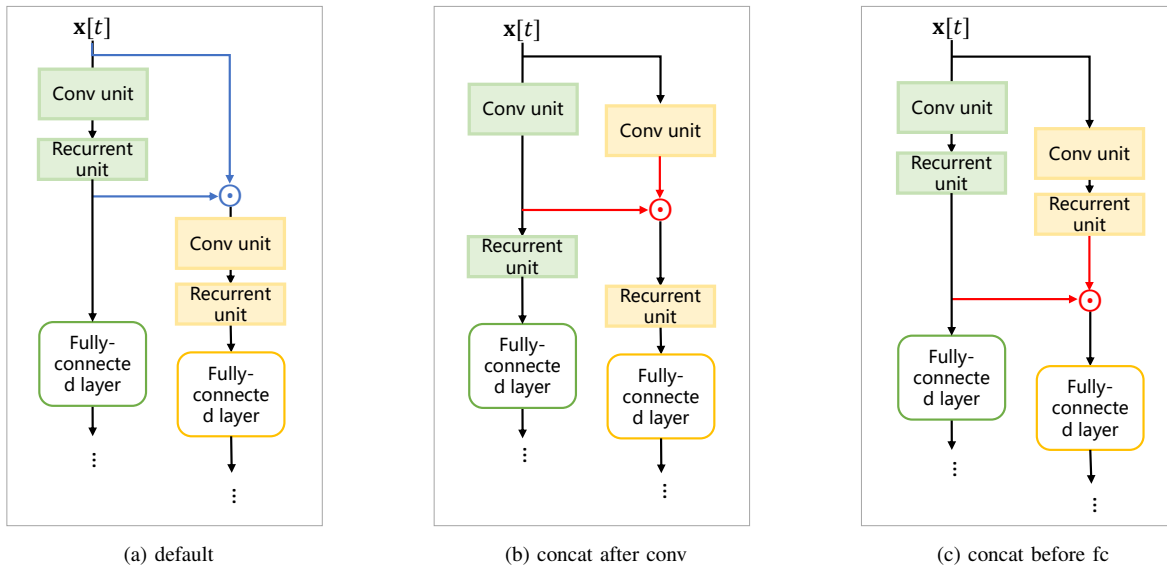 x[t]
Conv unit
Recurrent
unit
Conv unit
Recurrent
unit
Fully-
connecte
d layer
Fully-
connecte
d layer
...
...
(a) default
x[t]
Conv unit
Conv unit
Recurrent
unit
Recurrent
unit
Fully-
connecte
d layer
Fully-
connecte
d layer
...
...
(b) concat after conv
x[t]
Conv unit
Recurrent
unit
Conv unit
Recurrent
unit
Fully-
connecte
d layer
Fully-
connecte
d layer
...
...
(c) concat before fc